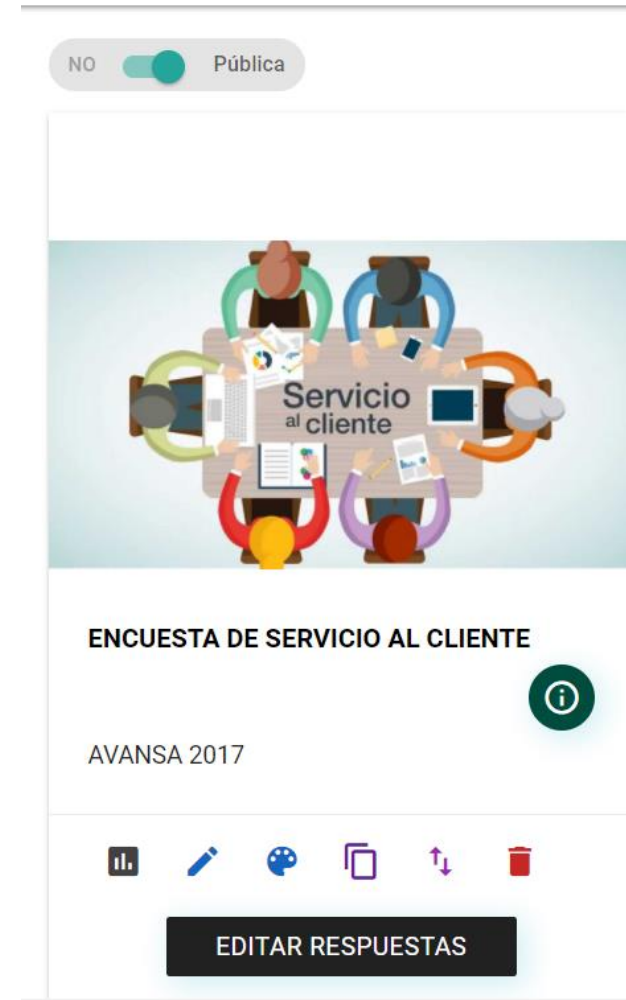 NO Pública
Servicio
al cliente
ENCUESTA DE SERVICIO AL CLIENTE
AVANSA 2017
EDITAR RESPUESTAS